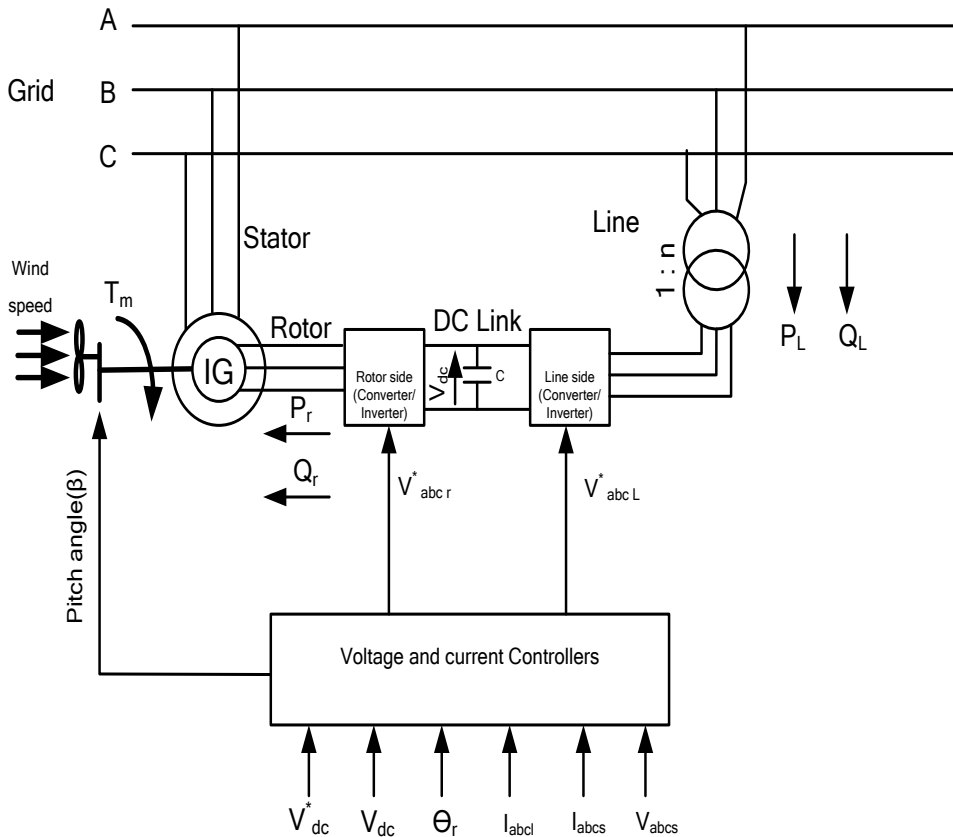 A
Grid
B
C
Stator
Line
1 : n
Wind
speed
T_m
Rotor
DC Link
P_L
Q_L
IG
Rotor side
(Converter/
Inverter)
V_dc
C
Line side
(Converter/
Inverter)
P_r
Q_r
V^*_abc r
V^*_abc L
Pitch angle(β)
Voltage and current Controllers
V^*_dc
V_dc
Θ_r
I_abcl
I_abcs
V_abcs